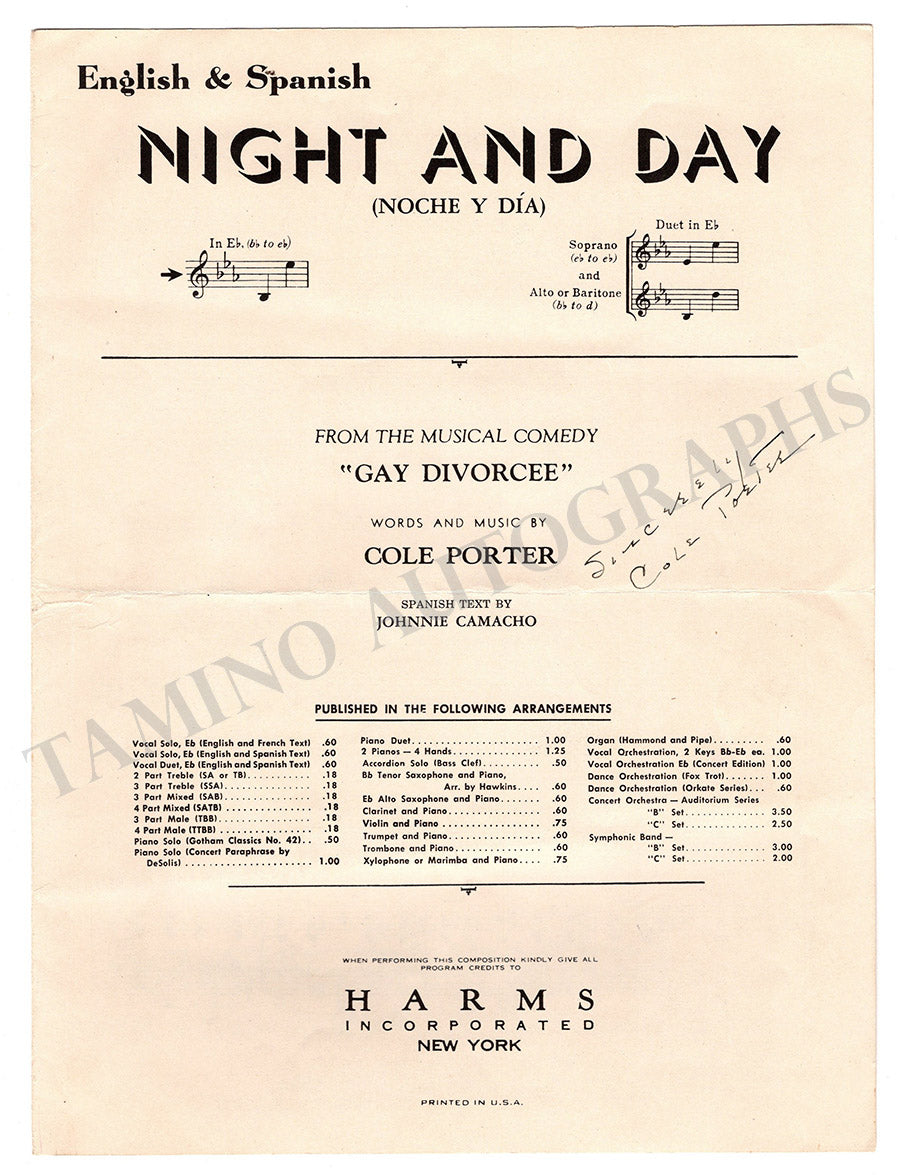 English & Spanish
NIGHT AND DAY
(NOCHE Y DÍA)
In E♭. (b♭ to e♭)
Duet in E♭
Soprano
(e♭ to e♭)
and
Alto or Baritone
(b♭ to d)
FROM THE MUSICAL COMEDY
"GAY DIVORCEE"
WORDS AND MUSIC BY
COLE PORTER
Sincerely
Cole Porter
SPANISH TEXT BY
JOHNNIE CAMACHO
TAMINO AUTOGRAPHS
PUBLISHED IN THE FOLLOWING ARRANGEMENTS
Vocal Solo, Eb (English and French Text) .60
Vocal Solo, Eb (English and Spanish Text) .60
Vocal Duet, Eb (English and Spanish Text) .60
2 Part Treble (SA or TB)........... .18
3 Part Treble (SSA)............... .18
3 Part Mixed (SAB)............... .18
4 Part Mixed (SATB).............. .18
3 Part Male (TBB)................ .18
4 Part Male (TTBB)............... .18
Piano Solo (Gotham Classics No. 42).. .50
Piano Solo (Concert Paraphrase by
DeSolis)..................... 1.00
Piano Duet..................... 1.00
2 Pianos — 4 Hands.............. 1.25
Accordion Solo (Bass Clef).......... .50
Bb Tenor Saxophone and Piano,
Arr. by Hawkins.... .60
Eb Alto Saxophone and Piano....... .60
Clarinet and Piano............... .60
Violin and Piano................. .75
Trumpet and Piano............... .60
Trombone and Piano.............. .60
Xylophone or Marimba and Piano.... .75
Organ (Hammond and Pipe)......... .60
Vocal Orchestration, 2 Keys Bb-Eb ea. 1.00
Vocal Orchestration Eb (Concert Edition) 1.00
Dance Orchestration (Fox Trot)....... 1.00
Dance Orchestration (Orkate Series)... .60
Concert Orchestra — Auditorium Series
"B" Set............. 3.50
"C" Set............. 2.50
Symphonic Band —
"B" Set............. 3.00
"C" Set............. 2.00
WHEN PERFORMING THIS COMPOSITION KINDLY GIVE ALL
PROGRAM CREDITS TO
HARMS
INCORPORATED
NEW YORK
PRINTED IN U.S.A.